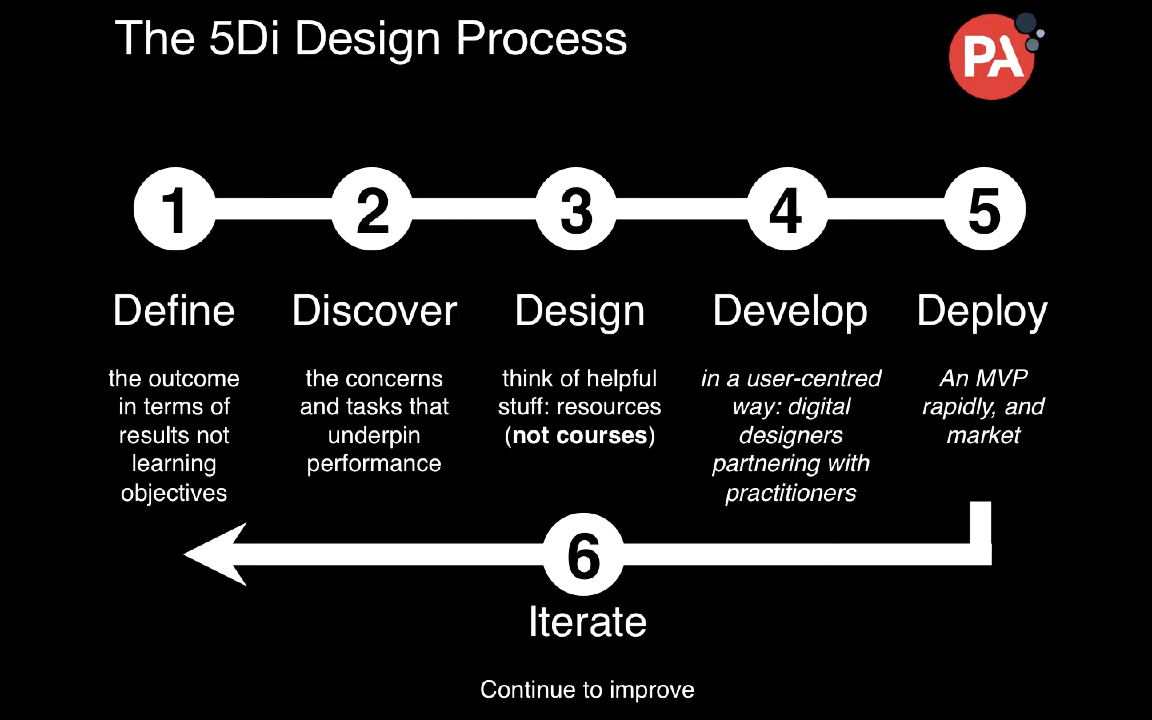 The 5Di Design Process
PA
1
2
3
4
5
Define
Discover
Design
Develop
Deploy
the outcome
in terms of
results not
learning
objectives
the concerns
and tasks that
underpin
performance
think of helpful
stuff: resources
(not courses)
in a user-centred
way: digital
designers
partnering with
practitioners
An MVP
rapidly, and
market
6
Iterate
Continue to improve